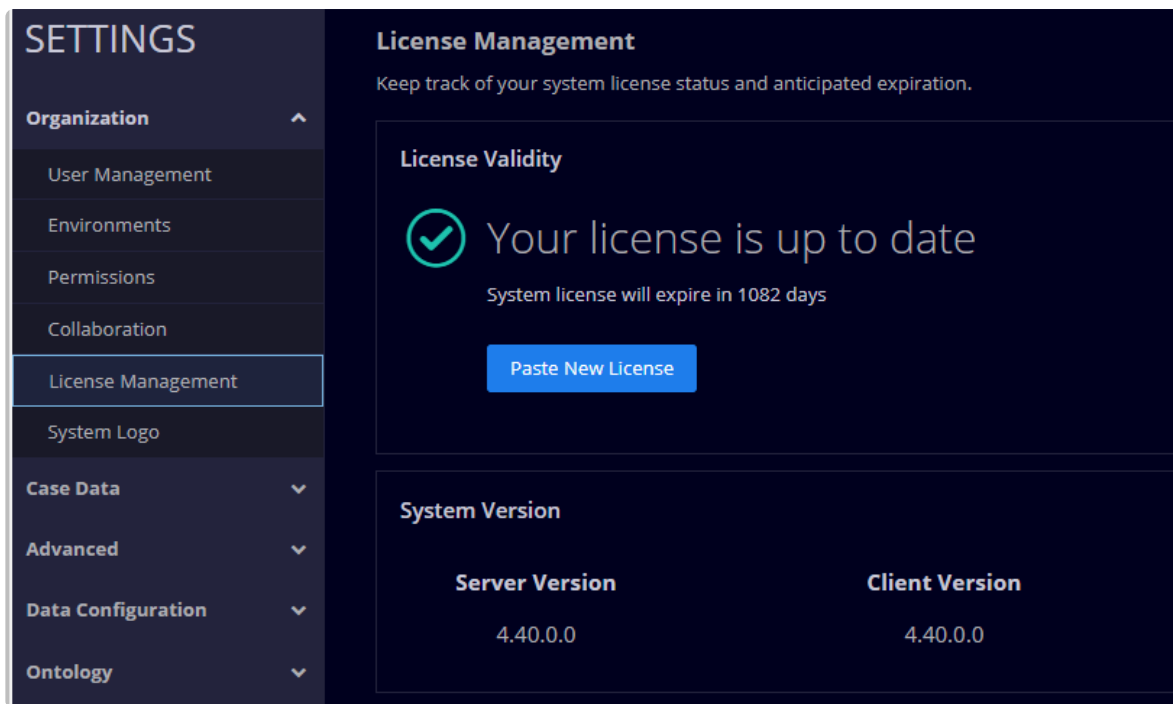 SETTINGS
Organization
User Management
Environments
Permissions
Collaboration
License Management
System Logo
Case Data
Advanced
Data Configuration
Ontology
License Management
Keep track of your system license status and anticipated expiration.
License Validity
Your license is up to date
System license will expire in 1082 days
Paste New License
System Version
Server Version
Client Version
4.40.0.0
4.40.0.0